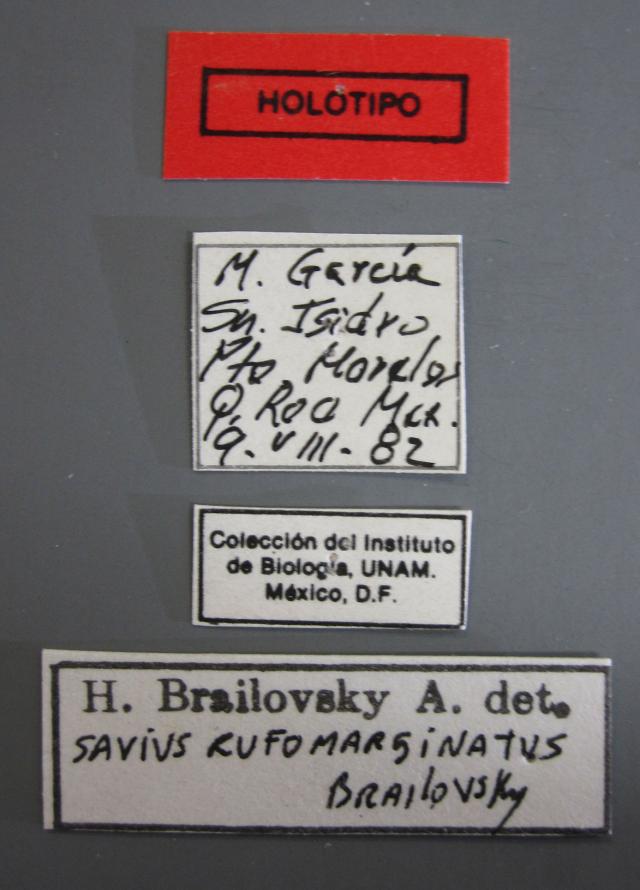 HOLOTIPO
M. García
Sn. Isidro
Pto Morelos
Q. Roo Mex.
9. VIII. 82
Colección del Instituto
de Biología, UNAM.
México, D.F.
H. Brailovsky A. det.
SAVIUS RUFOMARGINATUS
BRAILOVSKY